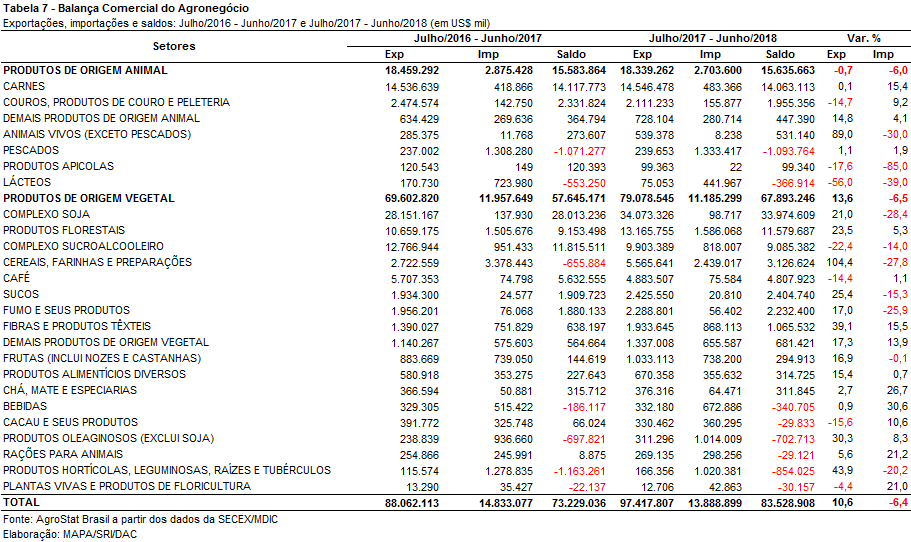 Tabela 7 - Balança Comercial do Agronegócio
Exportações, importações e saldos: Julho/2016 - Junho/2017 e Julho/2017 - Junho/2018 (em US$ mil)
Setores Julho/2016 - Junho/2017 Julho/2017 - Junho/2018 Var. %
Exp Imp Saldo Exp Imp Saldo Exp Imp
PRODUTOS DE ORIGEM ANIMAL 18.459.292 2.875.428 15.583.864 18.339.262 2.703.600 15.635.663 -0,7 -6,0
CARNES 14.536.639 418.866 14.117.773 14.546.478 483.366 14.063.113 0,1 15,4
COUROS, PRODUTOS DE COURO E PELETERIA 2.474.574 142.750 2.331.824 2.111.233 155.877 1.955.356 -14,7 9,2
DEMAIS PRODUTOS DE ORIGEM ANIMAL 634.429 269.636 364.794 728.104 280.714 447.390 14,8 4,1
ANIMAIS VIVOS (EXCETO PESCADOS) 285.375 11.768 273.607 539.378 8.238 531.140 89,0 -30,0
PESCADOS 237.002 1.308.280 -1.071.277 239.653 1.333.417 -1.093.764 1,1 1,9
PRODUTOS APICOLAS 120.543 149 120.393 99.363 22 99.340 -17,6 -85,0
LÁCTEOS 170.730 723.980 -553.250 75.053 441.967 -366.914 -56,0 -39,0
PRODUTOS DE ORIGEM VEGETAL 69.602.820 11.957.649 57.645.171 79.078.545 11.185.299 67.893.246 13,6 -6,5
COMPLEXO SOJA 28.151.167 137.930 28.013.236 34.073.326 98.717 33.974.609 21,0 -28,4
PRODUTOS FLORESTAIS 10.659.175 1.505.676 9.153.498 13.165.755 1.586.068 11.579.687 23,5 5,3
COMPLEXO SUCROALCOOLEIRO 12.766.944 951.433 11.815.511 9.903.389 818.007 9.085.382 -22,4 -14,0
CEREAIS, FARINHAS E PREPARAÇÕES 2.722.559 3.378.443 -655.884 5.565.641 2.439.017 3.126.624 104,4 -27,8
CAFÉ 5.707.353 74.798 5.632.555 4.883.507 75.584 4.807.923 -14,4 1,1
SUCOS 1.934.300 24.577 1.909.723 2.425.550 20.810 2.404.740 25,4 -15,3
FUMO E SEUS PRODUTOS 1.956.201 76.068 1.880.133 2.288.801 56.402 2.232.400 17,0 -25,9
FIBRAS E PRODUTOS TÊXTEIS 1.390.027 751.829 638.197 1.933.645 868.113 1.065.532 39,1 15,5
DEMAIS PRODUTOS DE ORIGEM VEGETAL 1.140.267 575.603 564.664 1.337.008 655.587 681.421 17,3 13,9
FRUTAS (INCLUI NOZES E CASTANHAS) 883.669 739.050 144.619 1.033.113 738.200 294.913 16,9 -0,1
PRODUTOS ALIMENTÍCIOS DIVERSOS 580.918 353.275 227.643 670.358 355.632 314.725 15,4 0,7
CHÁ, MATE E ESPECIARIAS 366.594 50.881 315.712 376.316 64.471 311.845 2,7 26,7
BEBIDAS 329.305 515.422 -186.117 332.180 672.886 -340.705 0,9 30,6
CACAU E SEUS PRODUTOS 391.772 325.748 66.024 330.462 360.295 -29.833 -15,6 10,6
PRODUTOS OLEAGINOSOS (EXCLUI SOJA) 238.839 936.660 -697.821 311.296 1.014.009 -702.713 30,3 8,3
RAÇÕES PARA ANIMAIS 254.866 245.991 8.875 269.135 298.256 -29.121 5,6 21,2
PRODUTOS HORTÍCOLAS, LEGUMINOSAS, RAÍZES E TUBÉRCULOS 115.574 1.278.835 -1.163.261 166.356 1.020.381 -854.025 43,9 -20,2
PLANTAS VIVAS E PRODUTOS DE FLORICULTURA 13.290 35.427 -22.137 12.706 42.863 -30.157 -4,4 21,0
TOTAL 88.062.113 14.833.077 73.229.036 97.417.807 13.888.899 83.528.908 10,6 -6,4
Fonte: AgroStat Brasil a partir dos dados da SECEX/MDIC
Elaboração: MAPA/SRI/DAC